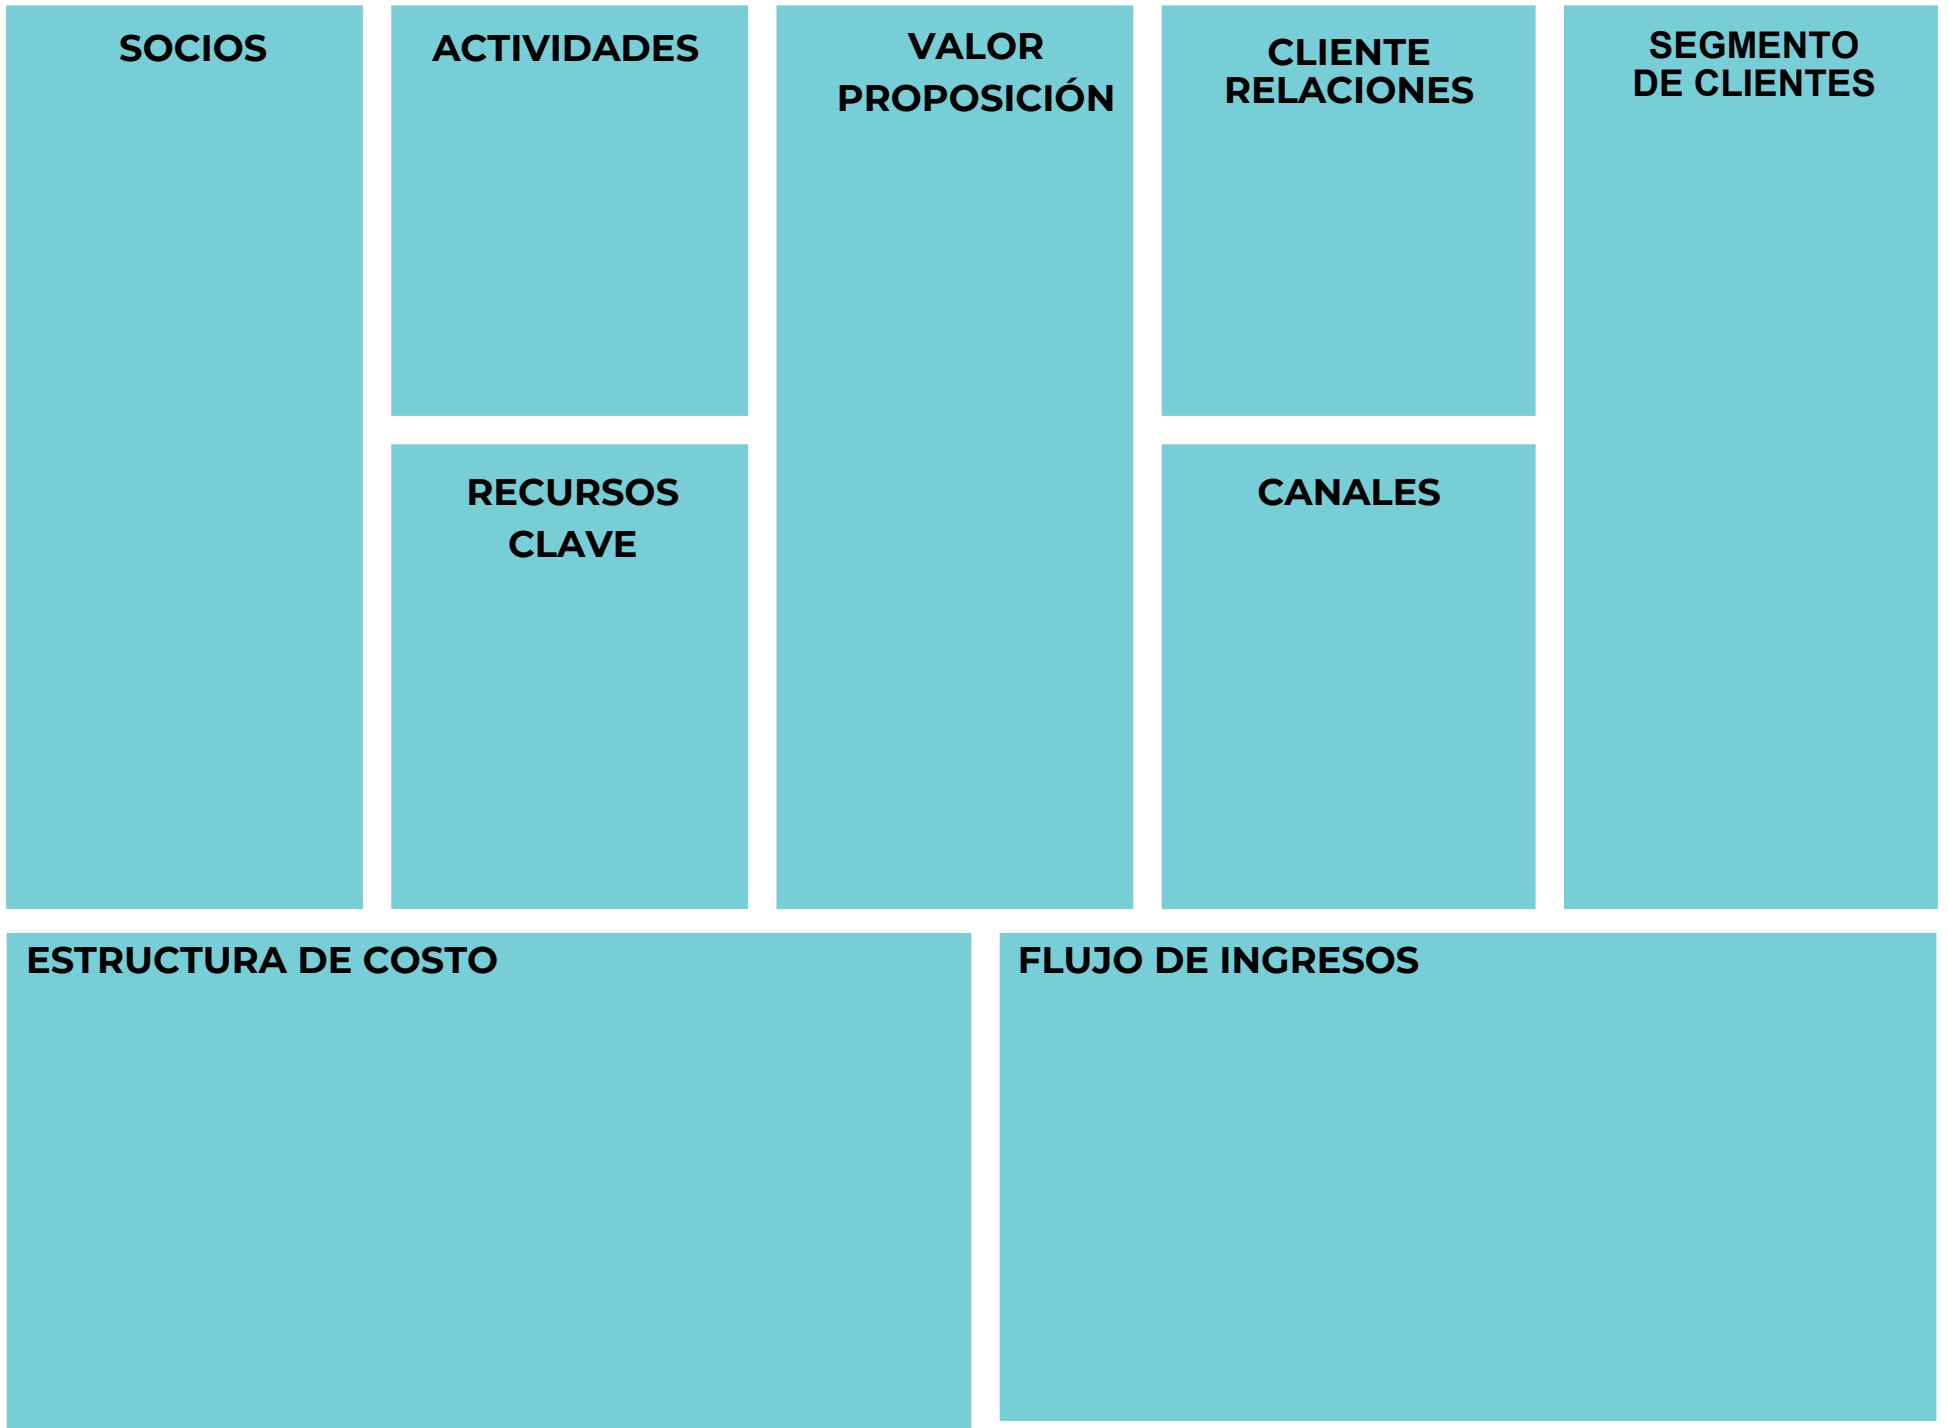 SOCIOS
ACTIVIDADES
VALOR
PROPOSICIÓN
CLIENTE
RELACIONES
SEGMENTO
DE CLIENTES
RECURSOS
CLAVE
CANALES
ESTRUCTURA DE COSTO
FLUJO DE INGRESOS